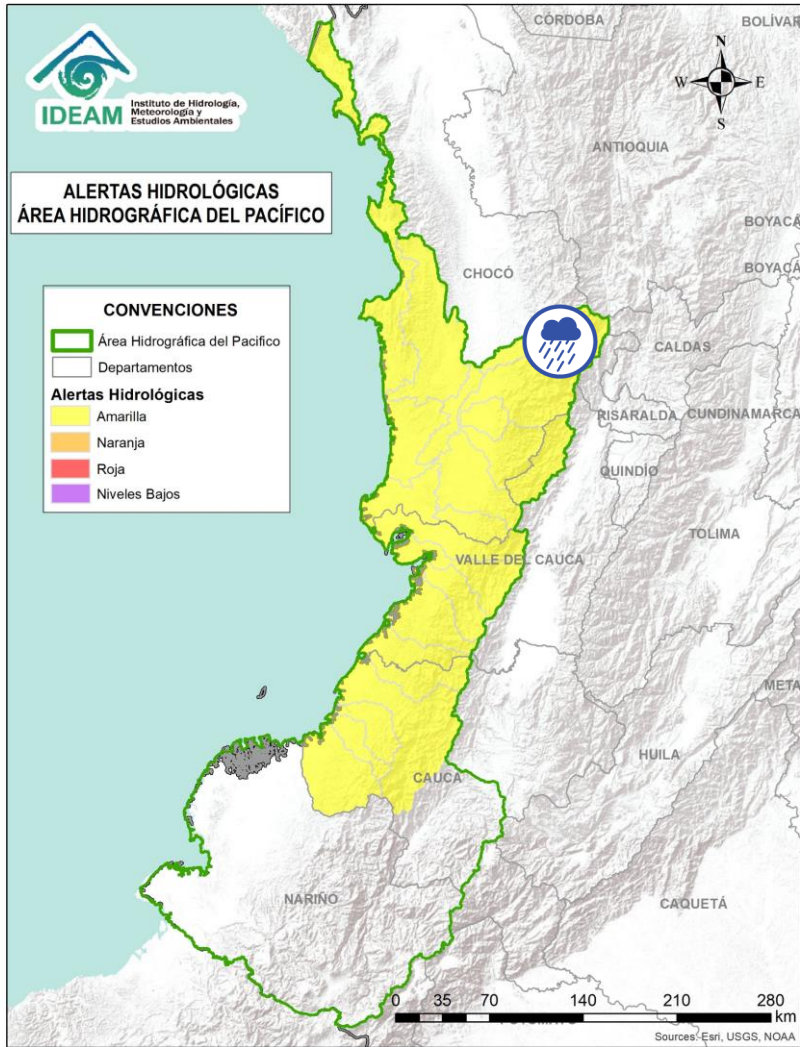 CÓRDOBA
BOLÍVAR
N
W
E
S
IDEAM
Instituto de Hidrología,
Meteorología y
Estudios Ambientales
ANTIOQUIA
ALERTAS HIDROLÓGICAS
ÁREA HIDROGRÁFICA DEL PACÍFICO
BOYACÁ
BOYACÁ
CHOCÓ
CONVENCIONES
Área Hidrográfica del Pacifico
Departamentos
Alertas Hidrológicas
Amarilla
Naranja
Roja
Niveles Bajos
CALDAS
RISARALDA
CUNDINAMARCA
QUINDÍO
TOLIMA
VALLE DEL CAUCA
META
HUILA
CAUCA
NARIÑO
CAQUETÁ
0 35 70 140 210 280
km
Sources: Esri, USGS, NOAA